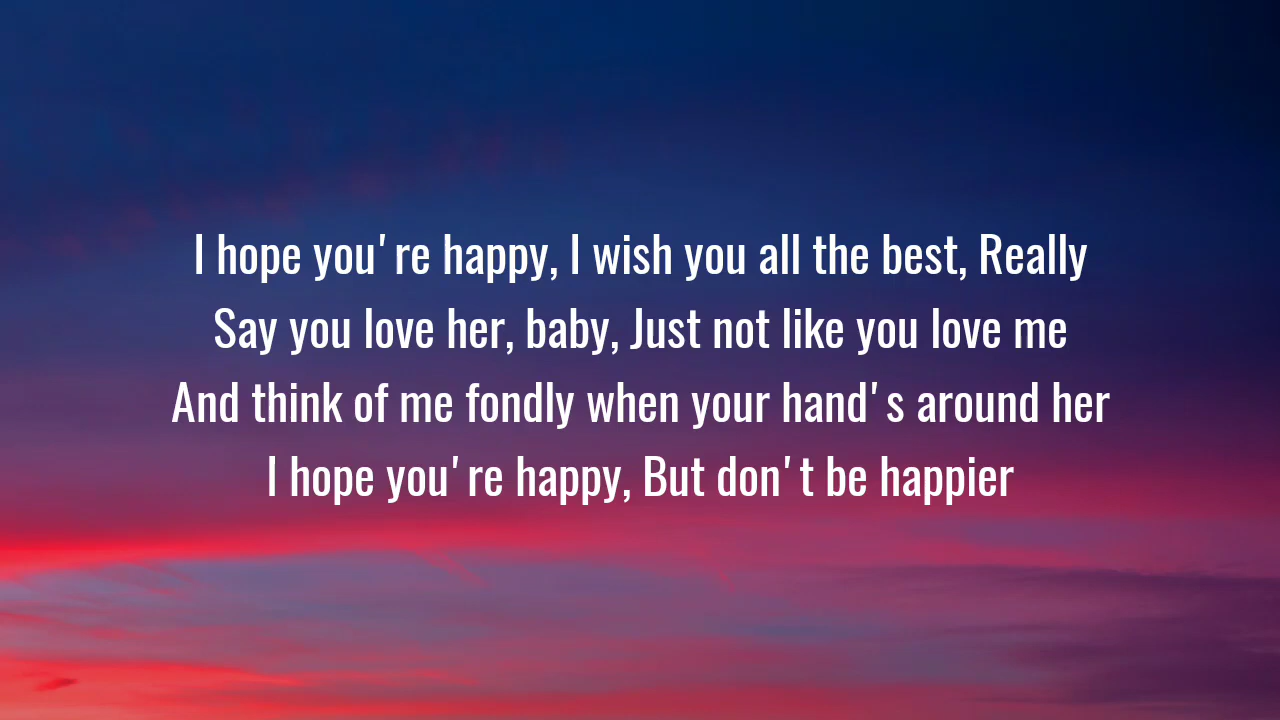 I hope you're happy, I wish you all the best, Really
Say you love her, baby, Just not like you love me
And think of me fondly when your hand's around her
I hope you're happy, But don't be happier